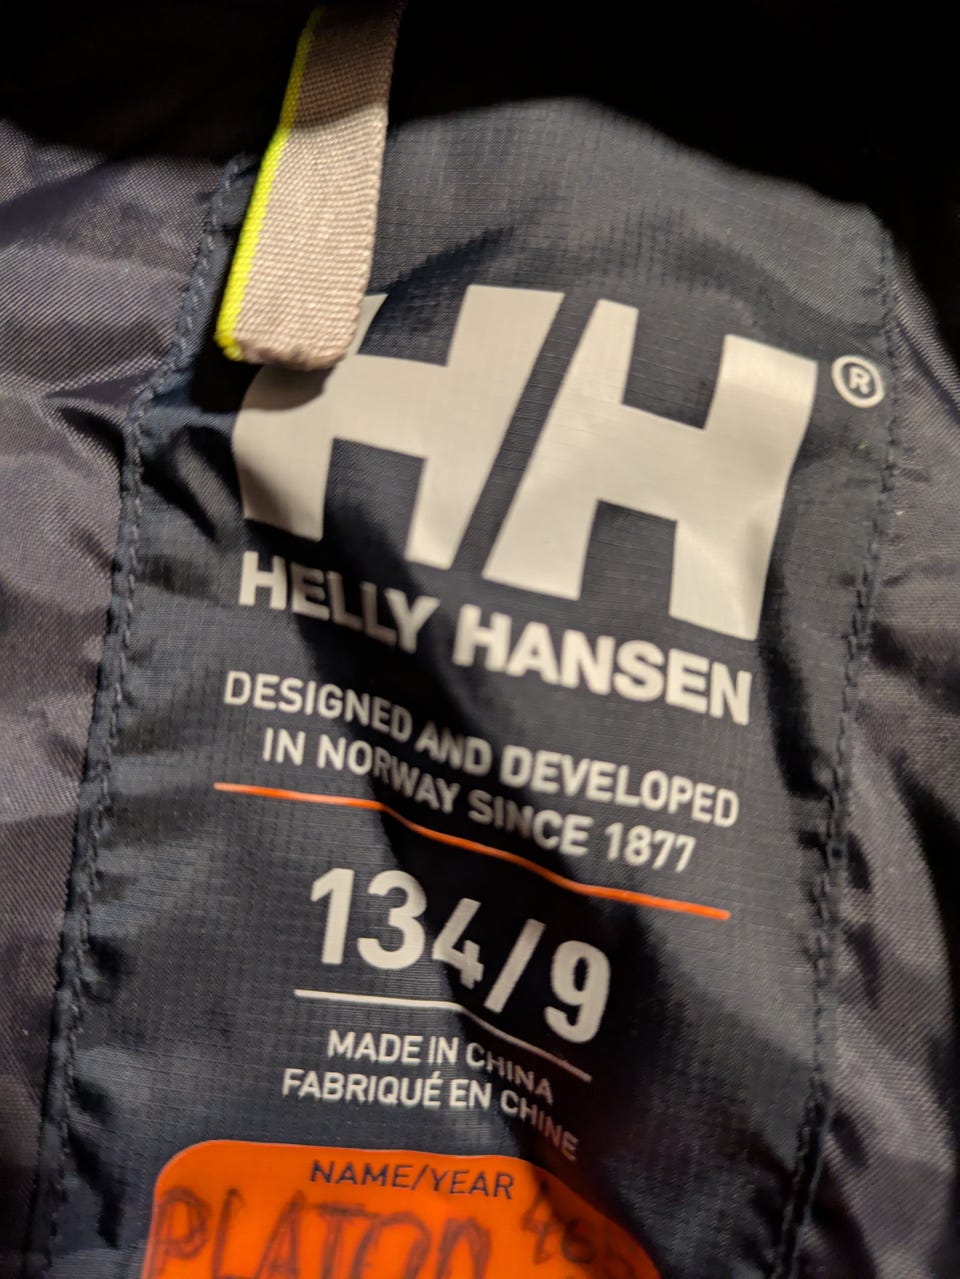 HH®
HELLY HANSEN
DESIGNED AND DEVELOPED
IN NORWAY SINCE 1877
134/9
MADE IN CHINA
FABRIQUÉ EN CHINE
NAME/YEAR
PLATON